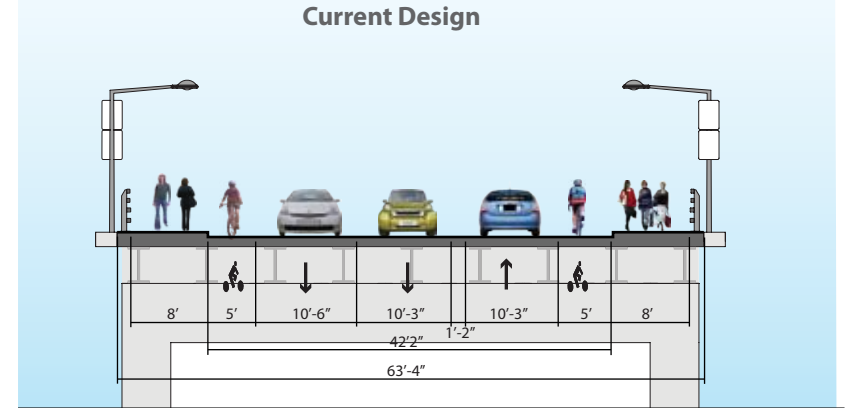 Current Design
8’ 5’ 10’-6” 10’-3” 10’-3” 5’ 8’
1’-2”
42’2”
63’-4”